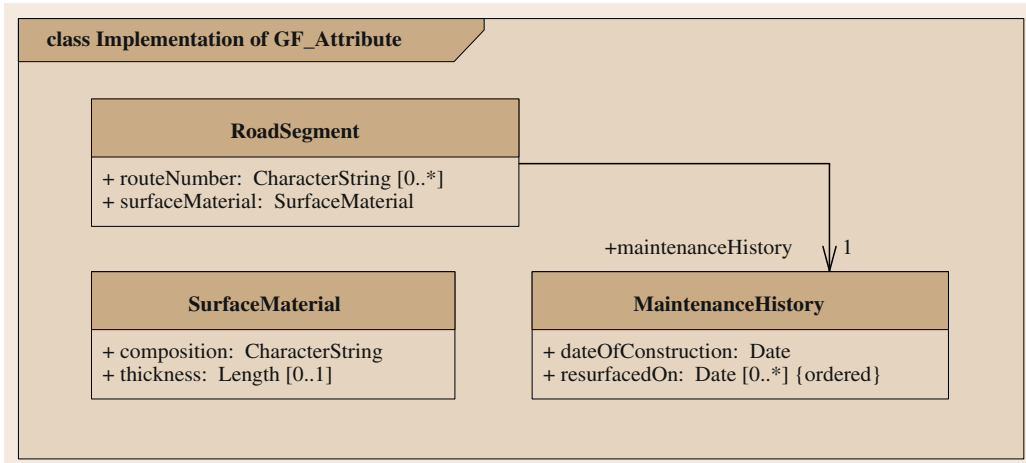 class Implementation of GF_Attribute
RoadSegment
+ routeNumber: CharacterString [0..*]
+ surfaceMaterial: SurfaceMaterial
+maintenanceHistory 1
SurfaceMaterial
+ composition: CharacterString
+ thickness: Length [0..1]
MaintenanceHistory
+ dateOfConstruction: Date
+ resurfacedOn: Date [0..*] {ordered}